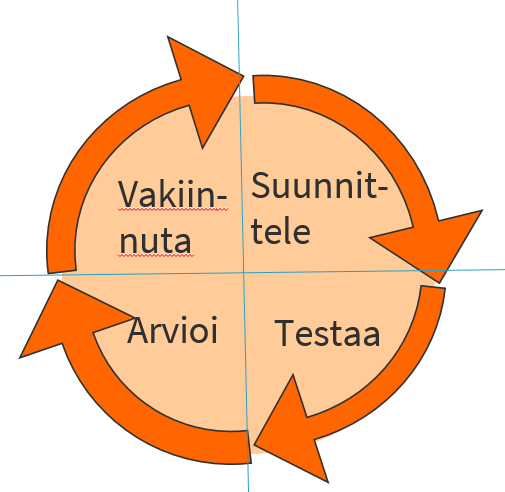 Vakiin-
nuta
Suunnit-
tele
Arvioi
Testaa